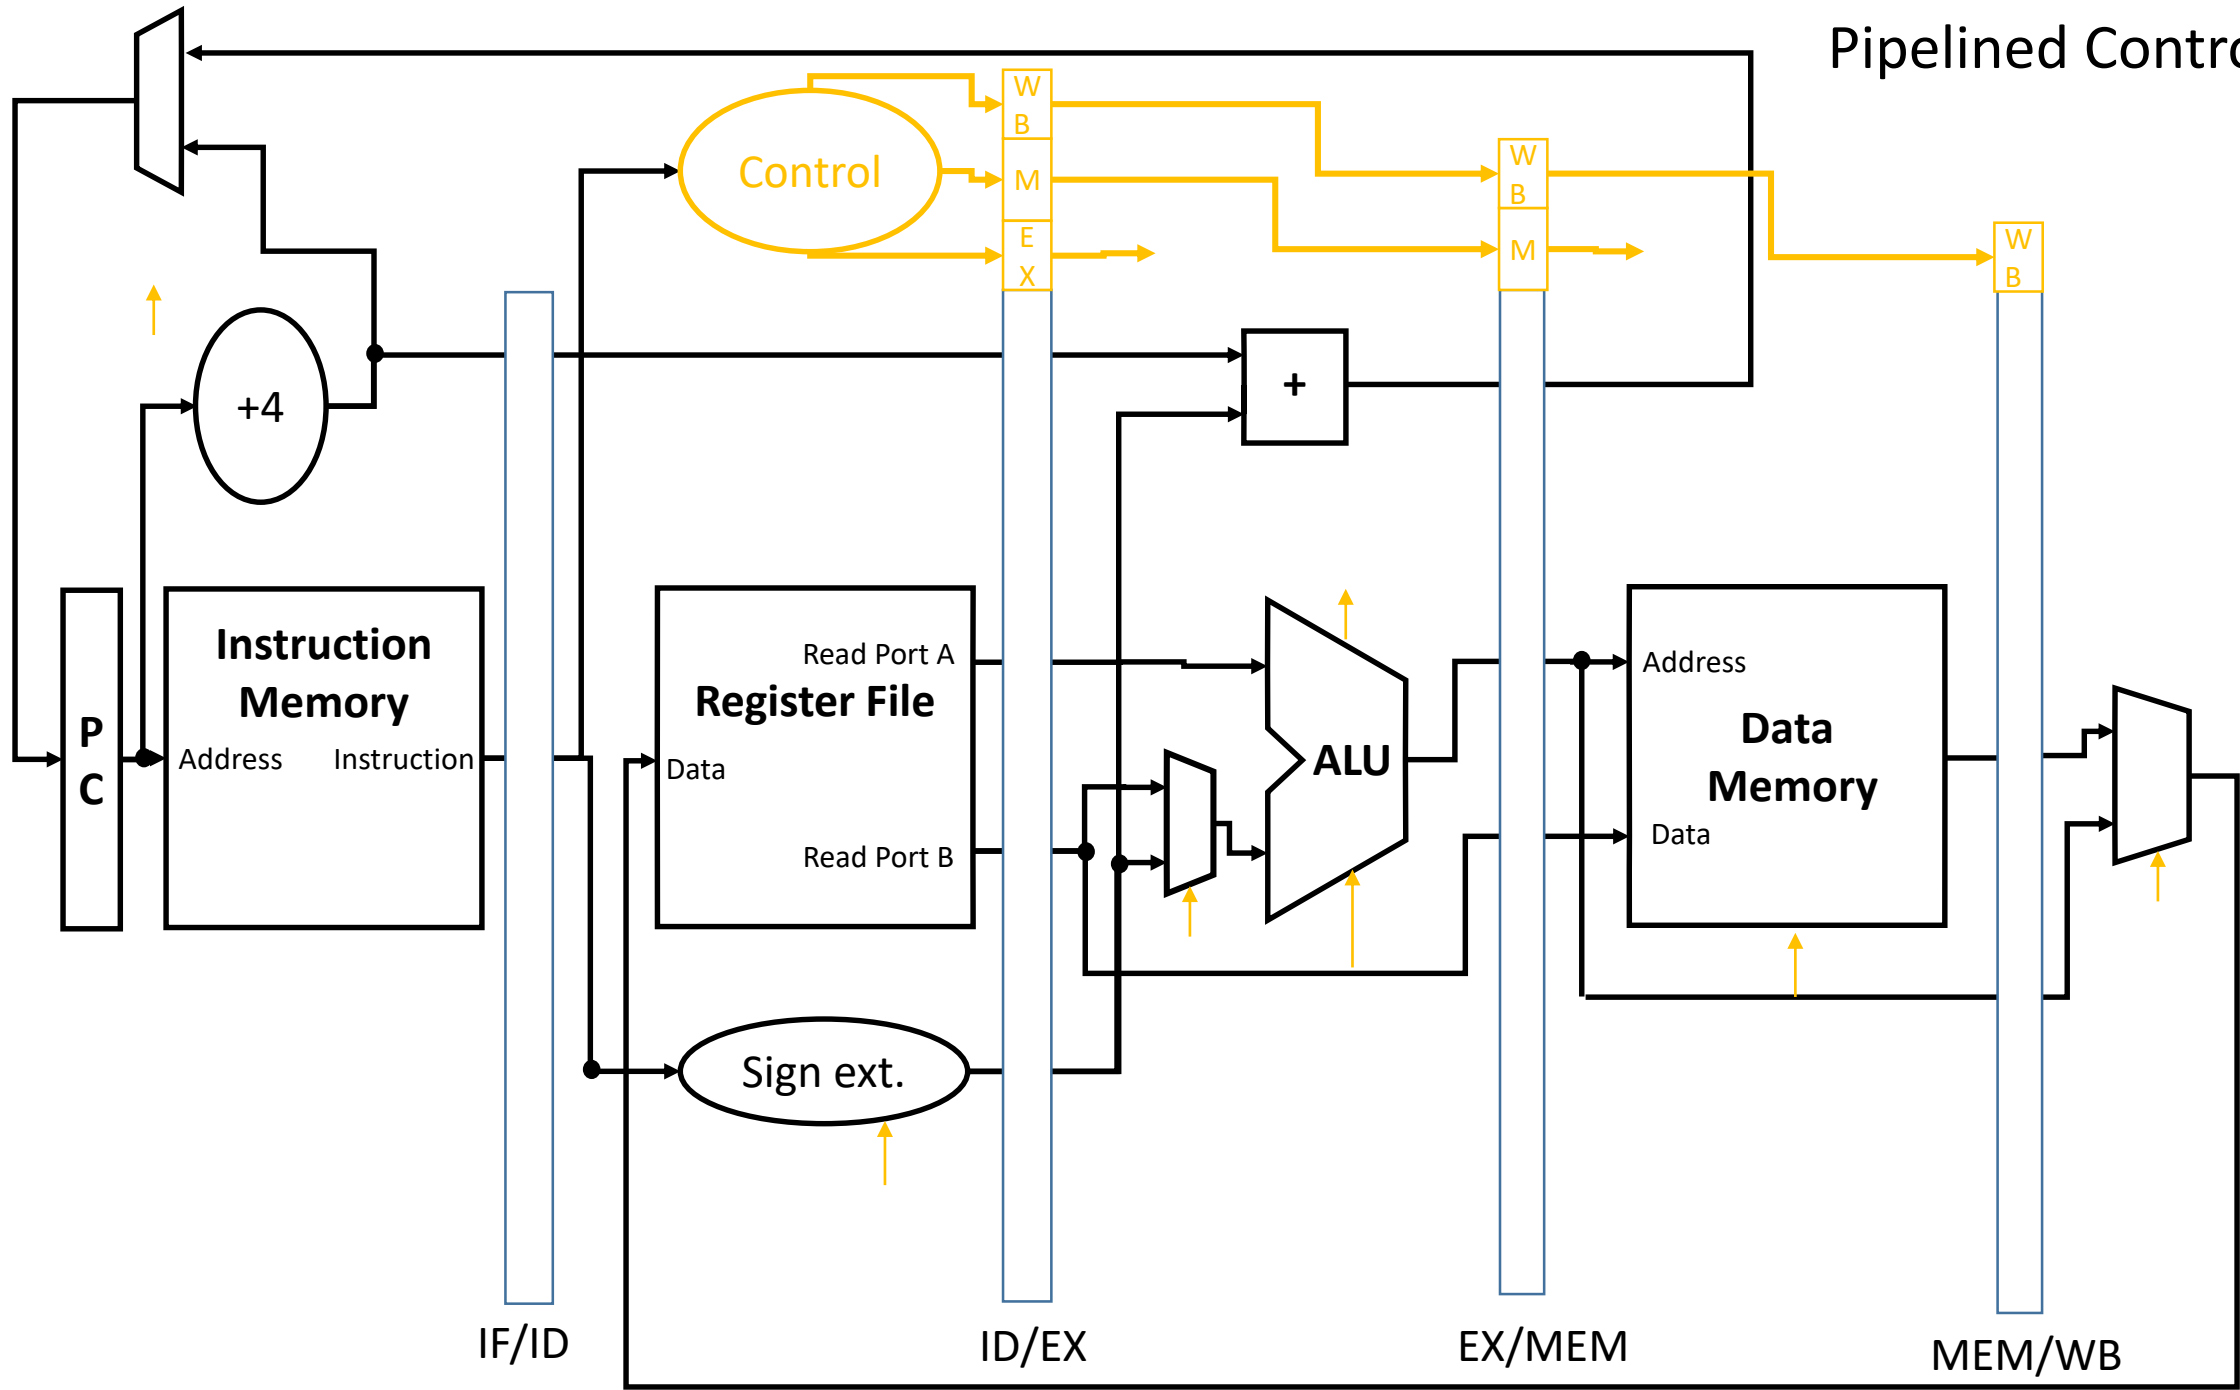 Pipelined Contro
W
B
M
E
X
Control
W
B
M
W
B
+4
+
P
C
Instruction
Memory
Address
Instruction
Read Port A
Register File
Data
Read Port B
ALU
Address
Data
Memory
Data
Sign ext.
IF/ID
ID/EX
EX/MEM
MEM/WB